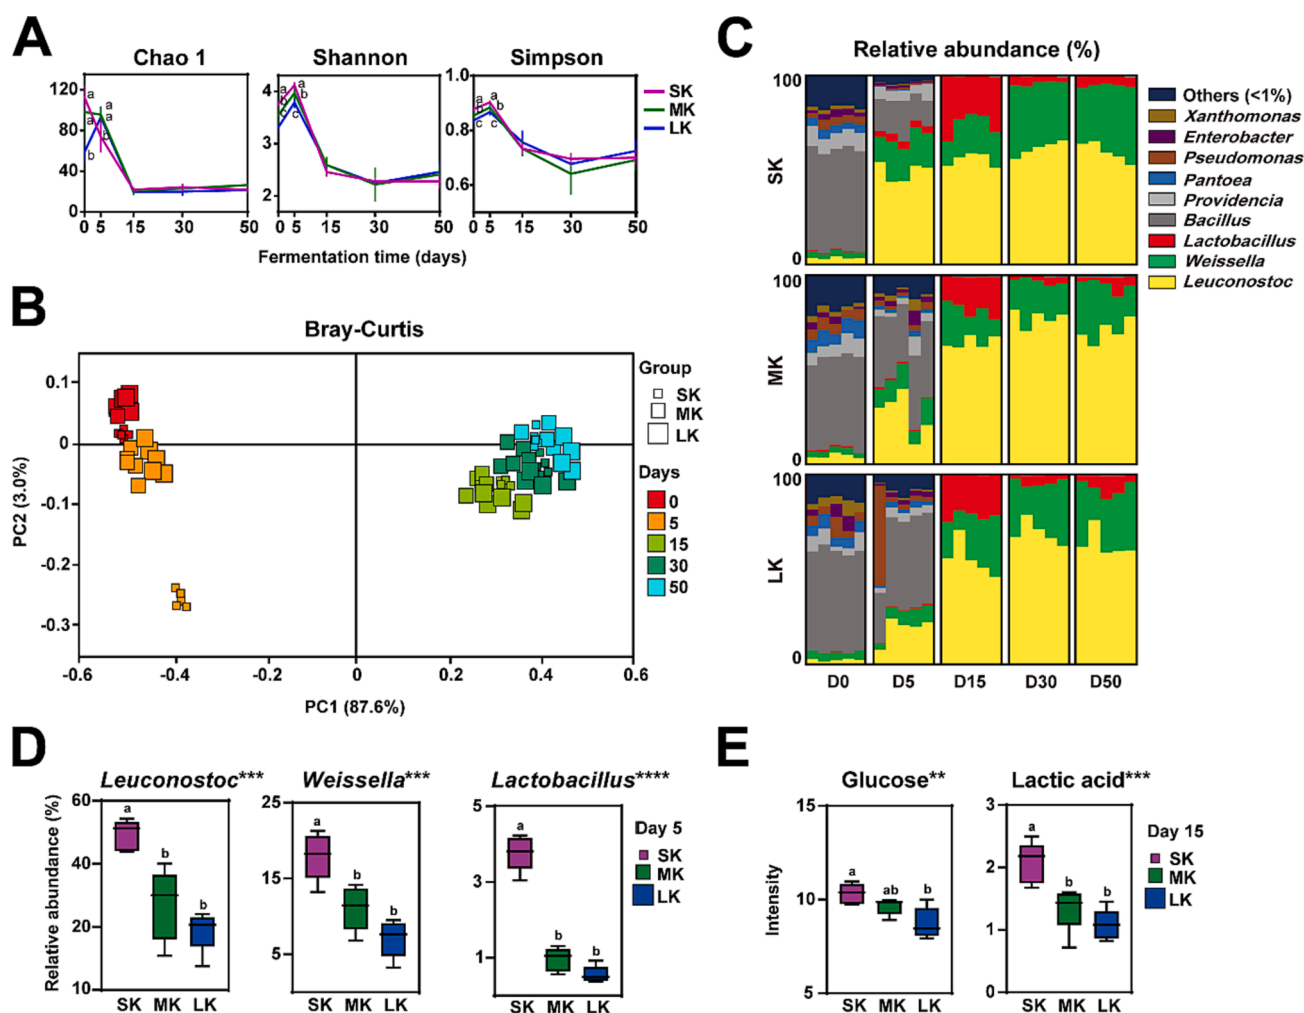 A
Chao 1
Shannon
Simpson
120
80
40
20
0
a
a
a
b
b
0 5 15 30 50
4
3
2
a
b
c
a
b
c
0 5 15 30 50
1.0
0.8
0.6
a
b
c
a
b
c
0 5 15 30 50
SK
MK
LK
Fermentation time (days)
B
Bray-Curtis
PC2 (3.0%)
0.1
0
-0.1
-0.2
-0.3
-0.6 -0.4 -0.2 0 0.2 0.4 0.6
PC1 (87.6%)
Group
SK
MK
LK
Days
0
5
15
30
50
C
Relative abundance (%)
100
SK
0
100
MK
0
100
LK
0
D0 D5 D15 D30 D50
Others (<1%)
Xanthomonas
Enterobacter
Pseudomonas
Pantoea
Providencia
Bacillus
Lactobacillus
Weissella
Leuconostoc
D
Relative abundance (%)
Leuconostoc***
60
40
20
10
a
b
b
SK MK LK
Weissella***
25
15
5
a
b
b
SK MK LK
Lactobacillus****
5
3
1
a
b
b
SK MK LK
Day 5
SK
MK
LK
E
Intensity
Glucose**
15
10
5
a
ab
b
SK MK LK
Lactic acid***
3
2
1
0
a
b
b
SK MK LK
Day 15
SK
MK
LK